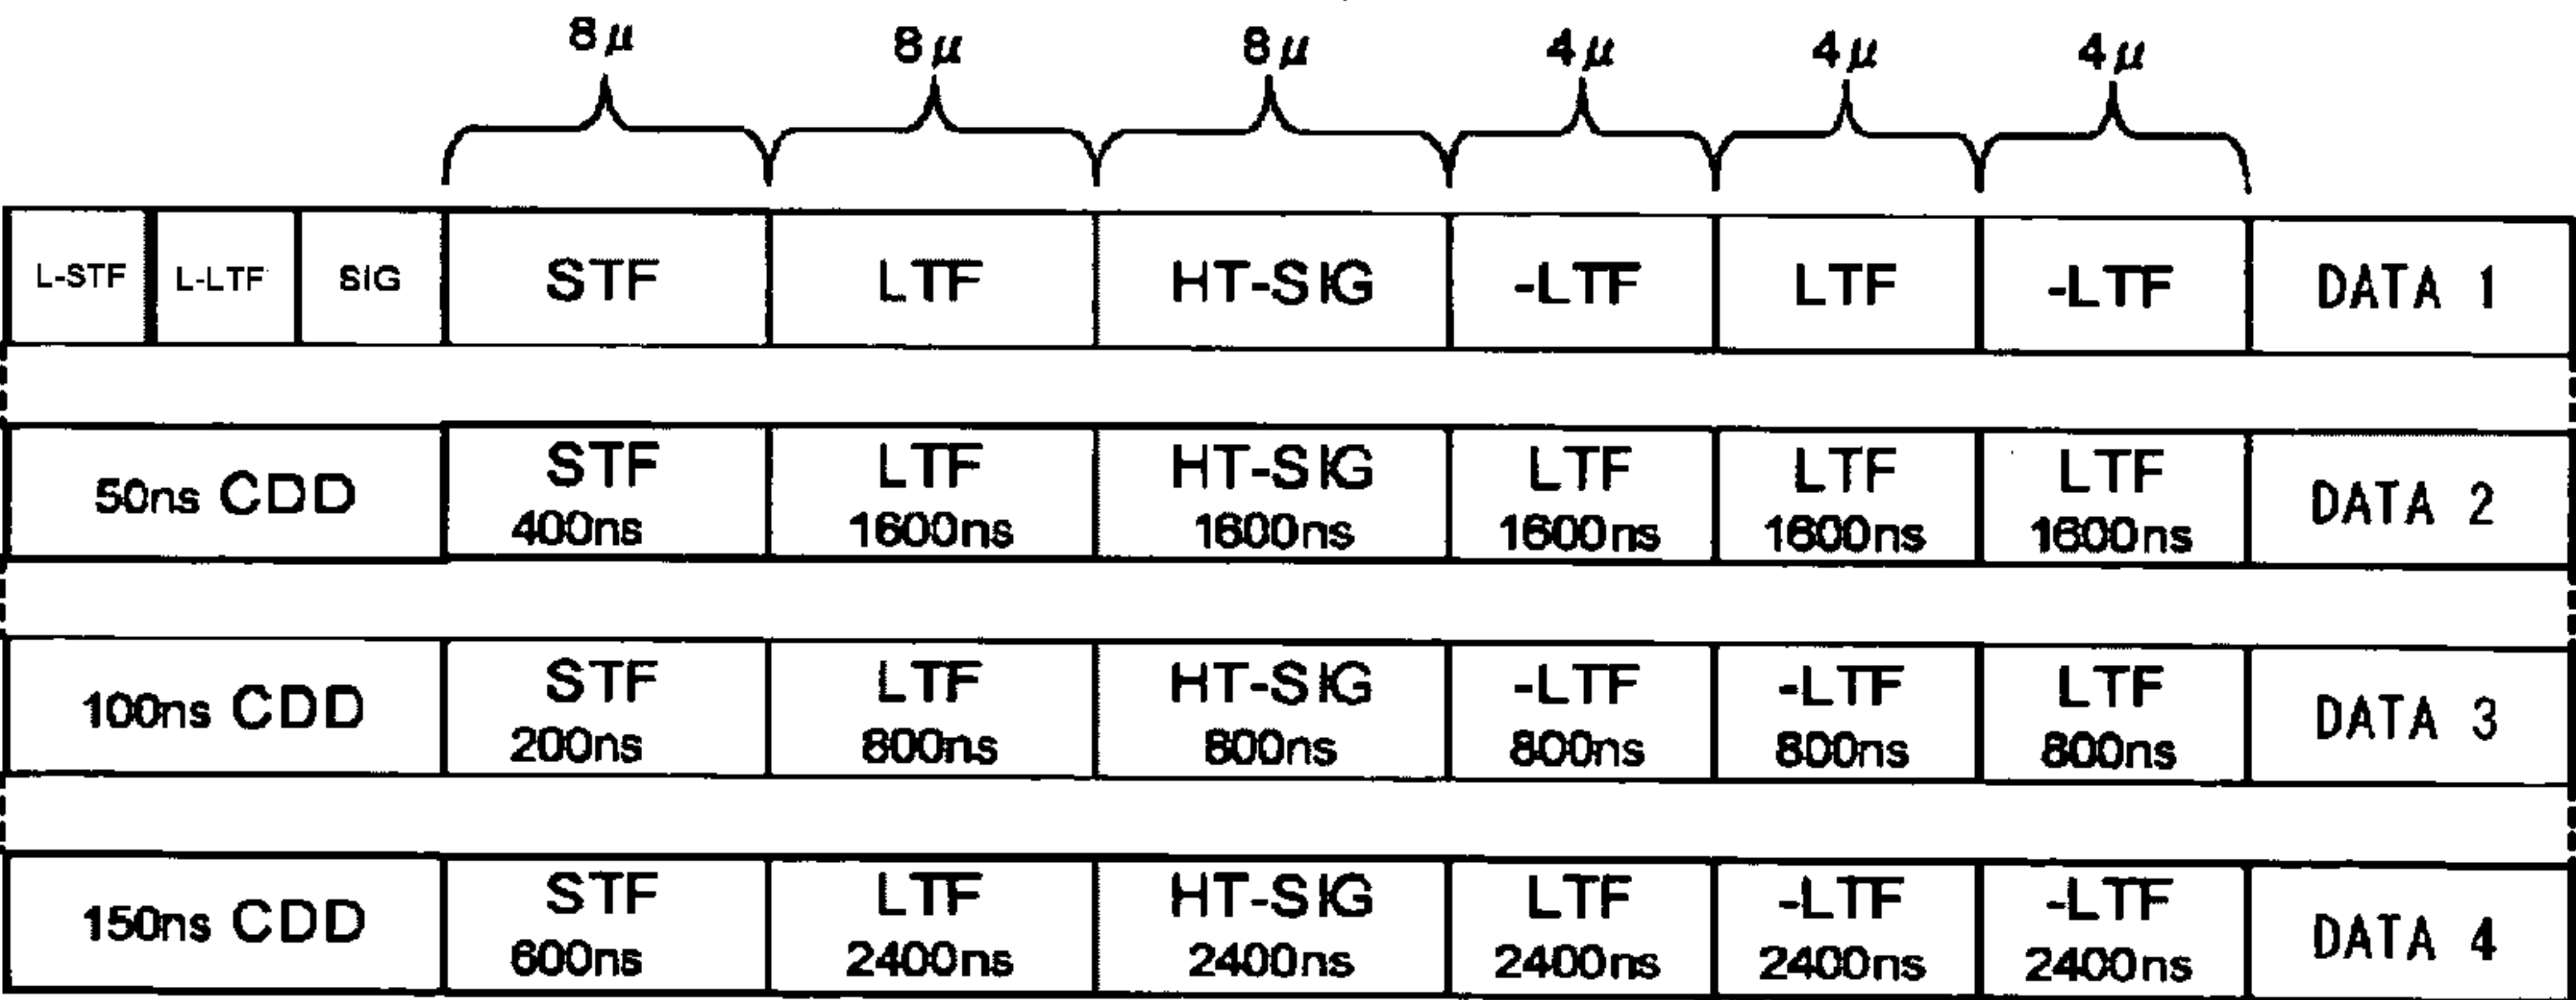 8μ 8μ 8μ 4μ 4μ 4μ
L-STF L-LTF SIG STF LTF HT-SIG -LTF LTF -LTF DATA 1
50ns CDD STF LTF HT-SIG LTF LTF LTF DATA 2
400ns 1600ns 1600ns 1600ns 1600ns 1600ns
100ns CDD STF LTF HT-SIG -LTF -LTF LTF DATA 3
200ns 800ns 800ns 800ns 800ns 800ns
150ns CDD STF LTF HT-SIG LTF -LTF -LTF DATA 4
600ns 2400ns 2400ns 2400ns 2400ns 2400ns